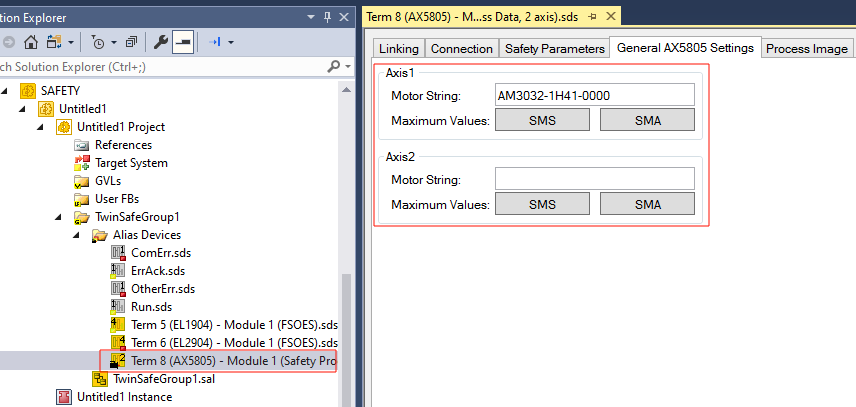 ution Explorer
ch Solution Explorer (Ctrl+;)
SAFETY
Untitled1
Untitled1 Project
References
Target System
GVLs
User FBs
TwinSafeGroup1
Alias Devices
ComErr.sds
ErrAck.sds
OtherErr.sds
Run.sds
Term 5 (EL1904) - Module 1 (FSOES).sds
Term 6 (EL2904) - Module 1 (FSOES).sds
Term 8 (AX5805) - Module 1 (Safety Pro
TwinSafeGroup1.sal
Untitled1 Instance
Term 8 (AX5805) - M...ss Data, 2 axis).sds
Linking Connection Safety Parameters General AX5805 Settings Process Image
Axis1
Motor String: AM3032-1H41-0000
Maximum Values: SMS SMA
Axis2
Motor String:
Maximum Values: SMS SMA